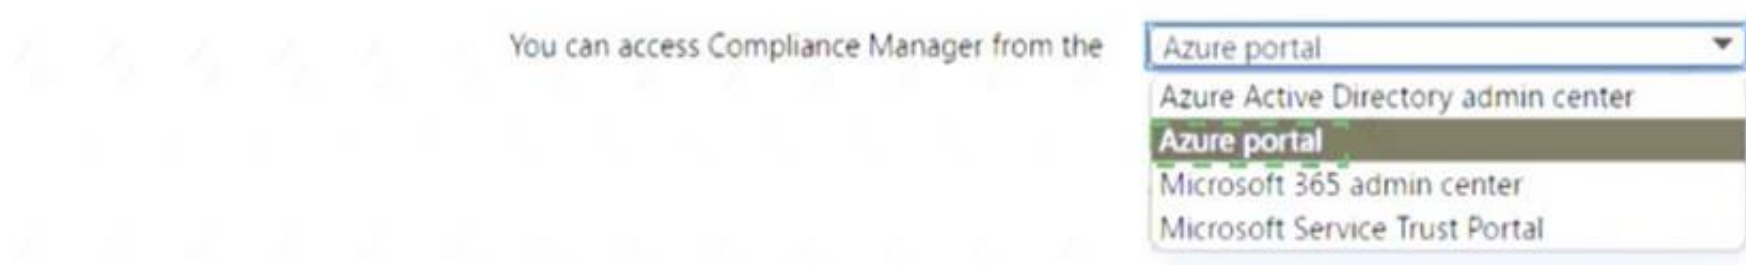 You can access Compliance Manager from the Azure portal
Azure Active Directory admin center
Azure portal
Microsoft 365 admin center
Microsoft Service Trust Portal